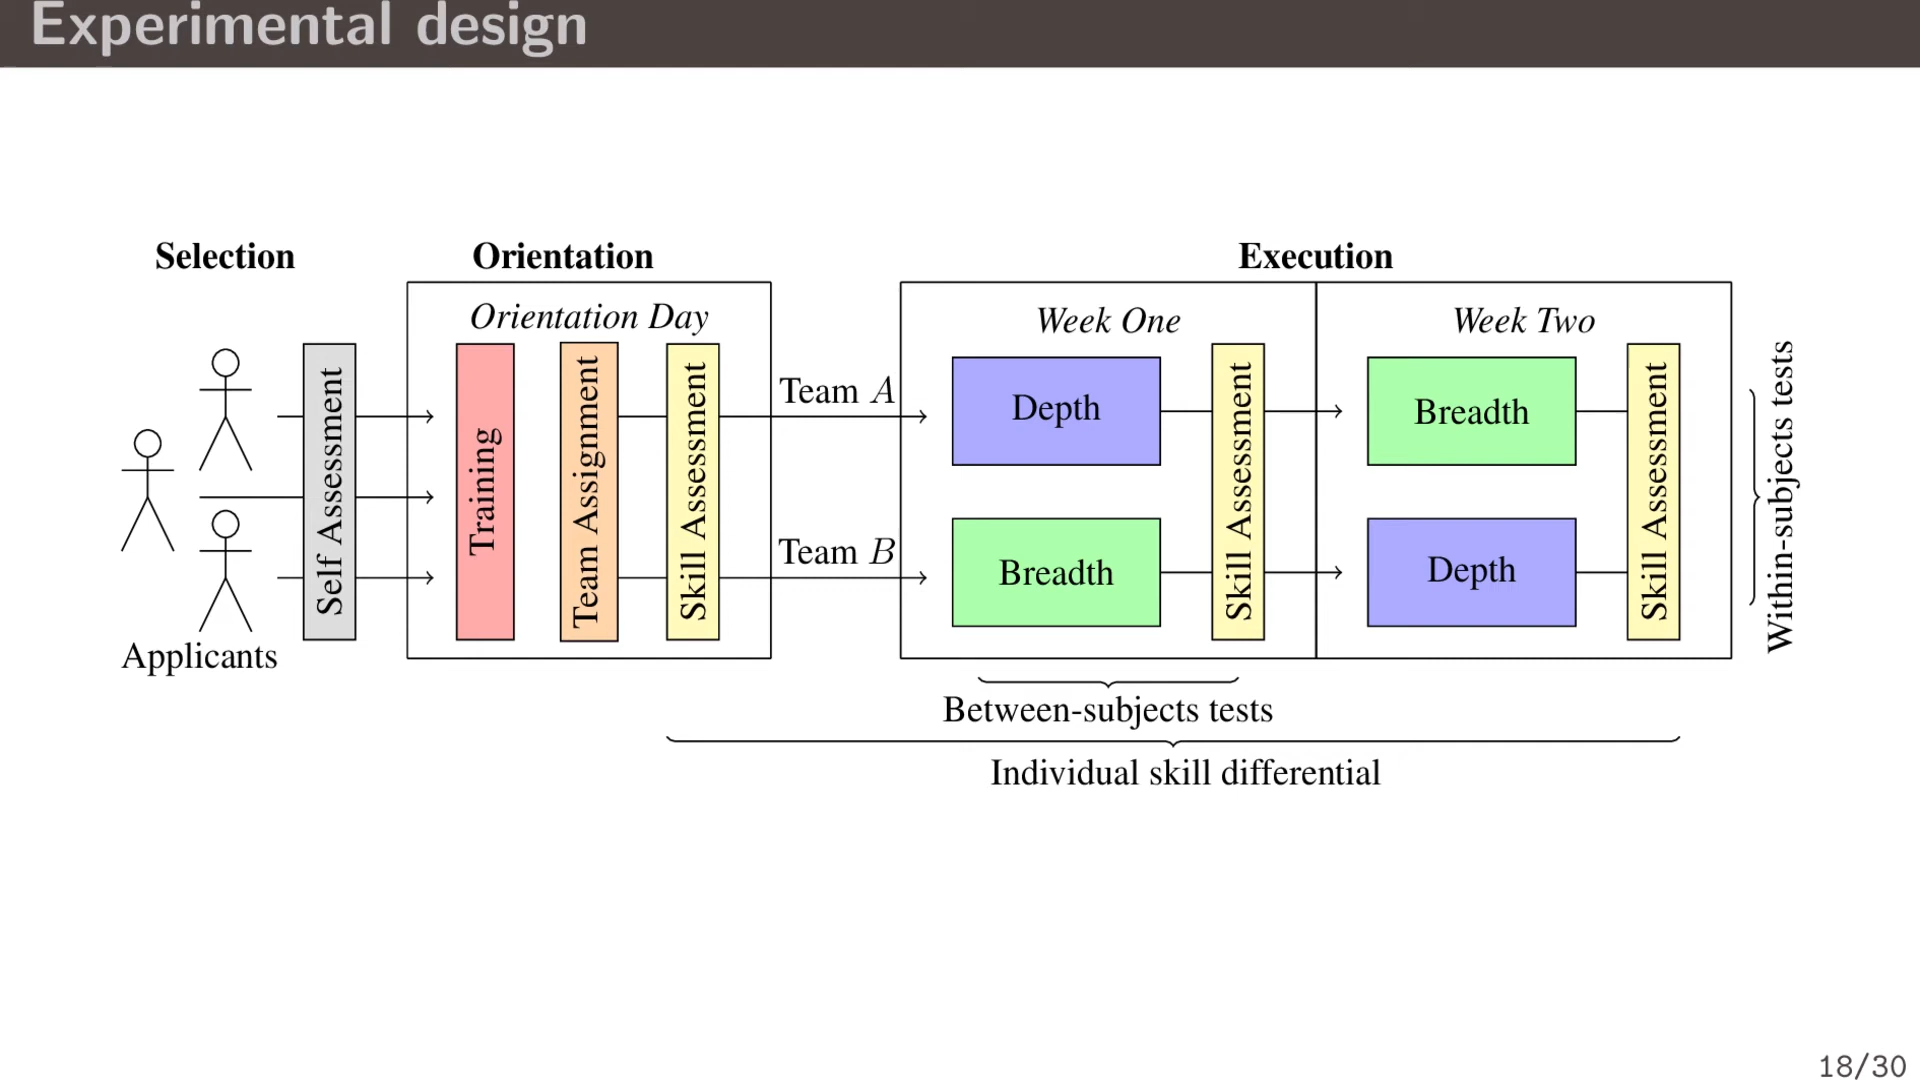 Experimental design
Selection
Orientation
Execution
Orientation Day
Week One
Week Two
Applicants
Self Assessment
Training
Team Assignment
Skill Assessment
Team A
Team B
Depth
Breadth
Skill Assessment
Breadth
Depth
Skill Assessment
Within-subjects tests
Between-subjects tests
Individual skill differential
18/30